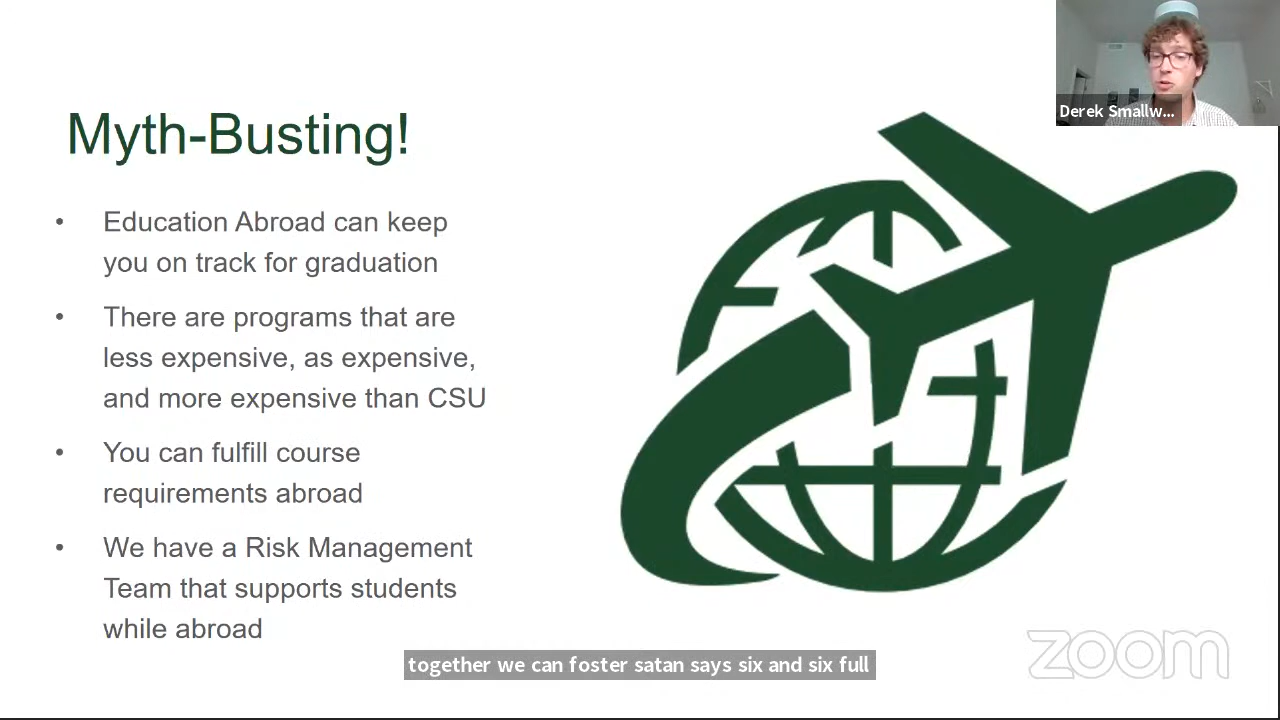 Derek Smallw...
Myth-Busting!
• Education Abroad can keep
you on track for graduation
• There are programs that are
less expensive, as expensive,
and more expensive than CSU
• You can fulfill course
requirements abroad
• We have a Risk Management
Team that supports students
while abroad
together we can foster satan says six and six full
zoom